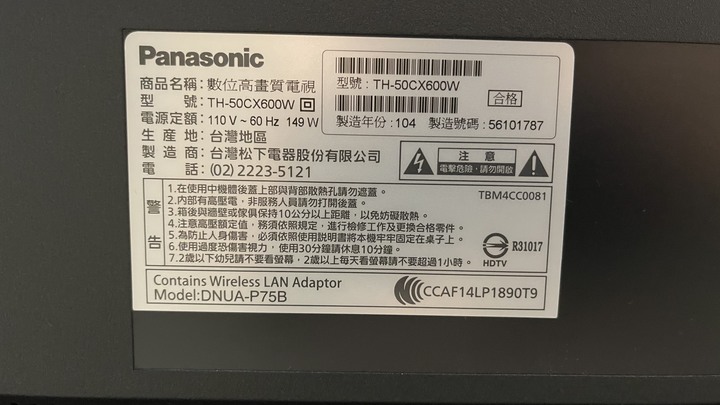 Panasonic
商品名稱：數位高畫質電視
型　　號：TH-50CX600W
電源定額：110 V ~ 60 Hz 149 W
生 產 地：台灣地區
製 造 商：台灣松下電器股份有限公司
電　　話：(02) 2223-5121
型號：TH-50CX600W
合格
製造年份：104 製造號碼：56101787
注 意
電擊危險，請勿開啟
警告
1.在使用中機體後蓋上部與背部散熱孔請勿遮蓋。
2.內部有高壓電，非服務人員請勿打開後蓋。
3.箱後與牆壁或傢俱保持10公分以上距離，以免妨礙散熱。
4.注意高壓額定值，務須依照規定，進行檢修工作及更換合格零件。
5.為防止人身傷害，必須依照使用說明書將本機牢牢固定在桌子上。
6.使用過度恐傷視力，使用30分鐘請休息10分鐘。
7.2歲以下幼兒請不要看螢幕，2歲以上每天看螢幕請不要超過1小時。
TBM4CC0081
R31017
HDTV
Contains Wireless LAN Adaptor
Model:DNUA-P75B
CCAF14LP1890T9